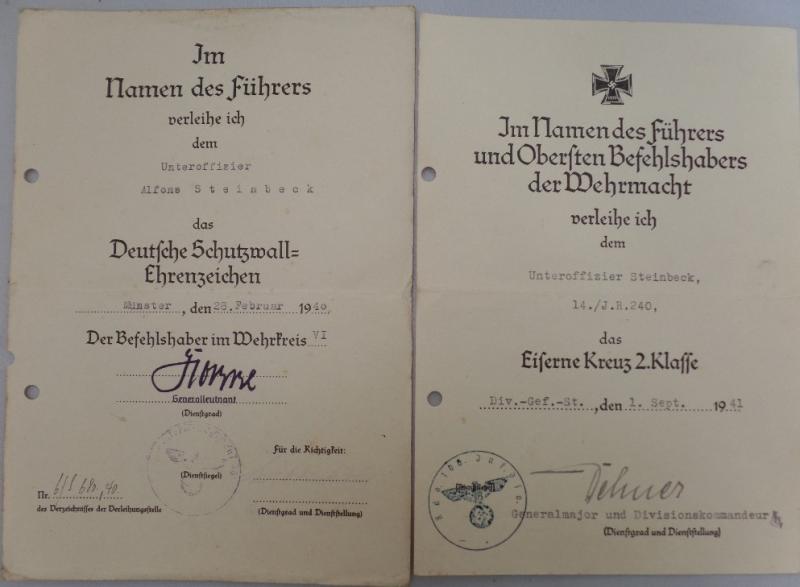 Im
Namen des Führers
verleihe ich
dem
Unteroffizier
Alfons Steinbeck
das
Deutsche Schutzwall=
Ehrenzeichen
Münster, den 28. Februar 1940
Der Befehlshaber im Wehrkreis VI
Generalleutnant
(Dienstgrad)
Für die Richtigkeit:
(Dienstsiegel)
Nr.
des Verzeichnisses der Verleihungsstelle
(Dienstgrad und Dienststellung)
Im Namen des Führers
und Obersten Befehlshabers
der Wehrmacht
verleihe ich
dem
Unteroffizier Steinbeck,
14./J.R.240,
das
Eiserne Kreuz 2. Klasse
Div.-Gef.-St., den 1. Sept. 1941
Dehner
Generalmajor und Divisionskommandeur
(Dienstgrad und Dienststellung)